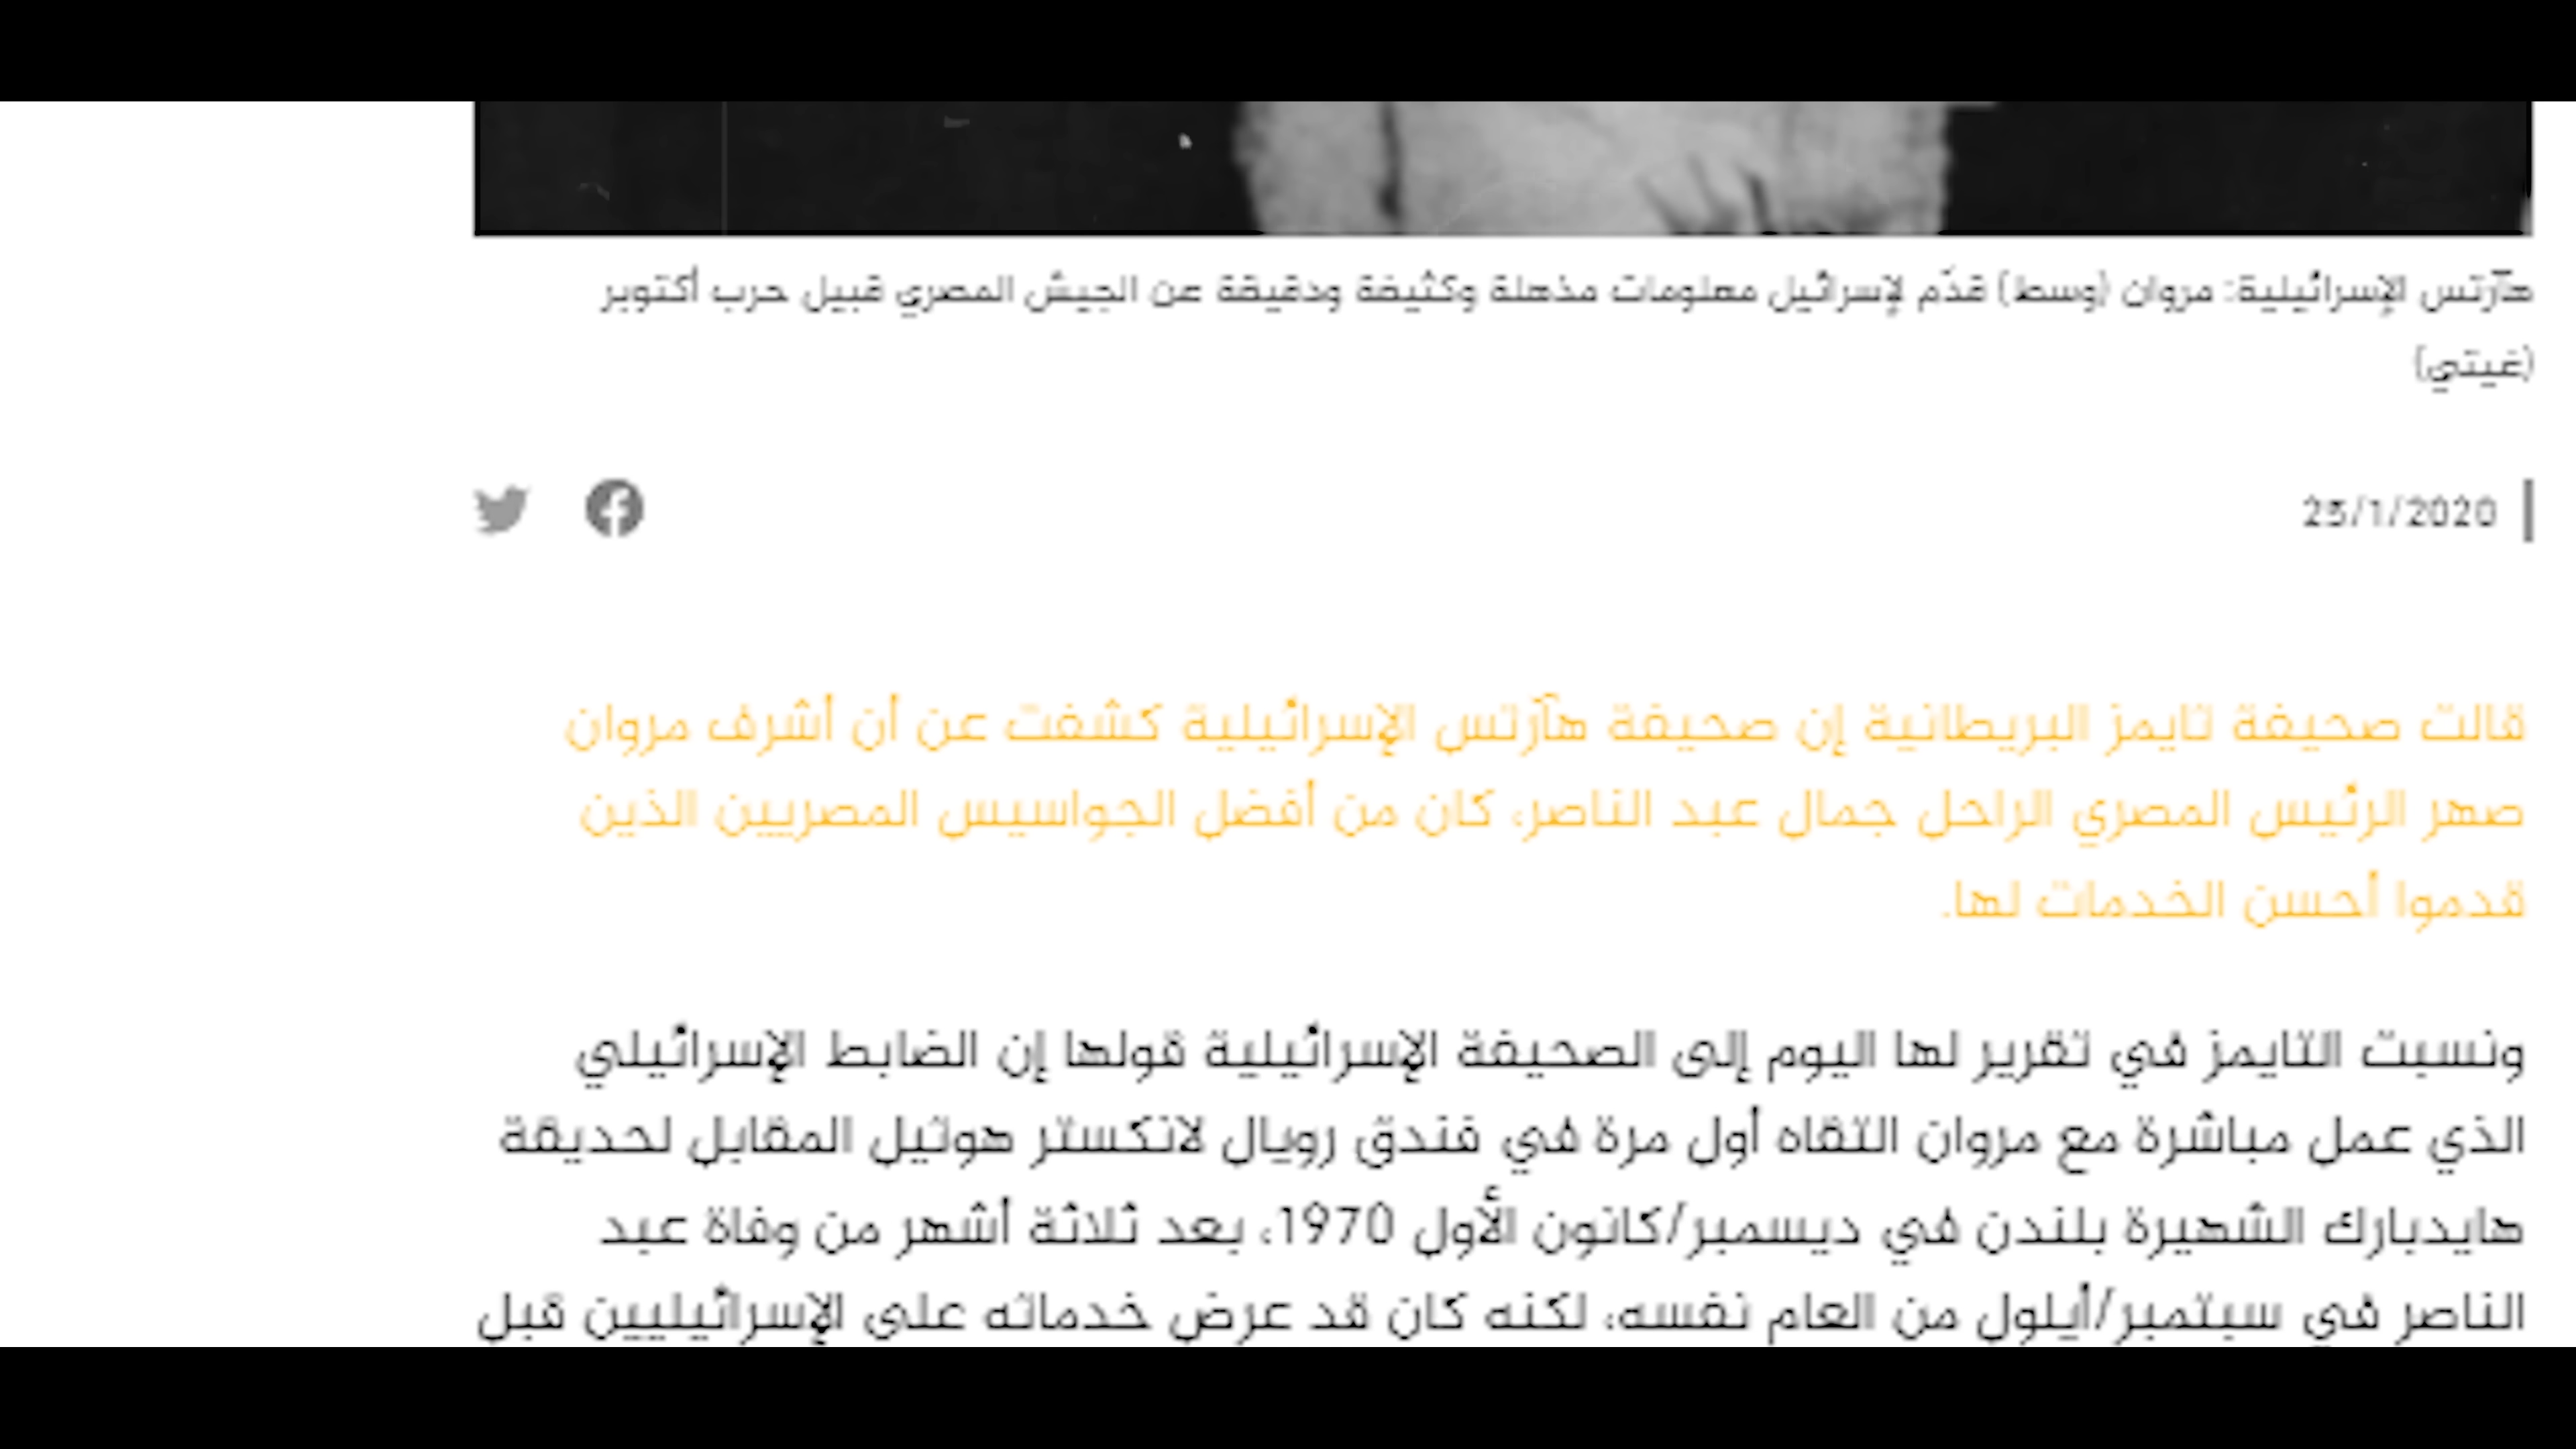 هآرتس الإسرائيلية: مروان (وسط) قدّم لإسرائيل معلومات مذهلة وكثيفة ودقيقة عن الجيش المصري قبيل حرب أكتوبر
(غيتي)
25/1/2020
قالت صحيفة تايمز البريطانية إن صحيفة هآرتس الإسرائيلية كشفت عن أن أشرف مروان
صهر الرئيس المصري الراحل جمال عبد الناصر، كان من أفضل الجواسيس المصريين الذين
قدموا أحسن الخدمات لها.
ونسبت التايمز في تقرير لها اليوم إلى الصحيفة الإسرائيلية قولها إن الضابط الإسرائيلي
الذي عمل مباشرة مع مروان التقاه أول مرة في فندق رويال لانكستر هوتيل المقابل لحديقة
هايدبارك الشهيرة بلندن في ديسمبر/كانون الأول 1970، بعد ثلاثة أشهر من وفاة عبد
الناصر في سبتمبر/أيلول من العام نفسه، لكنه كان قد عرض خدماته على الإسرائيليين قبل